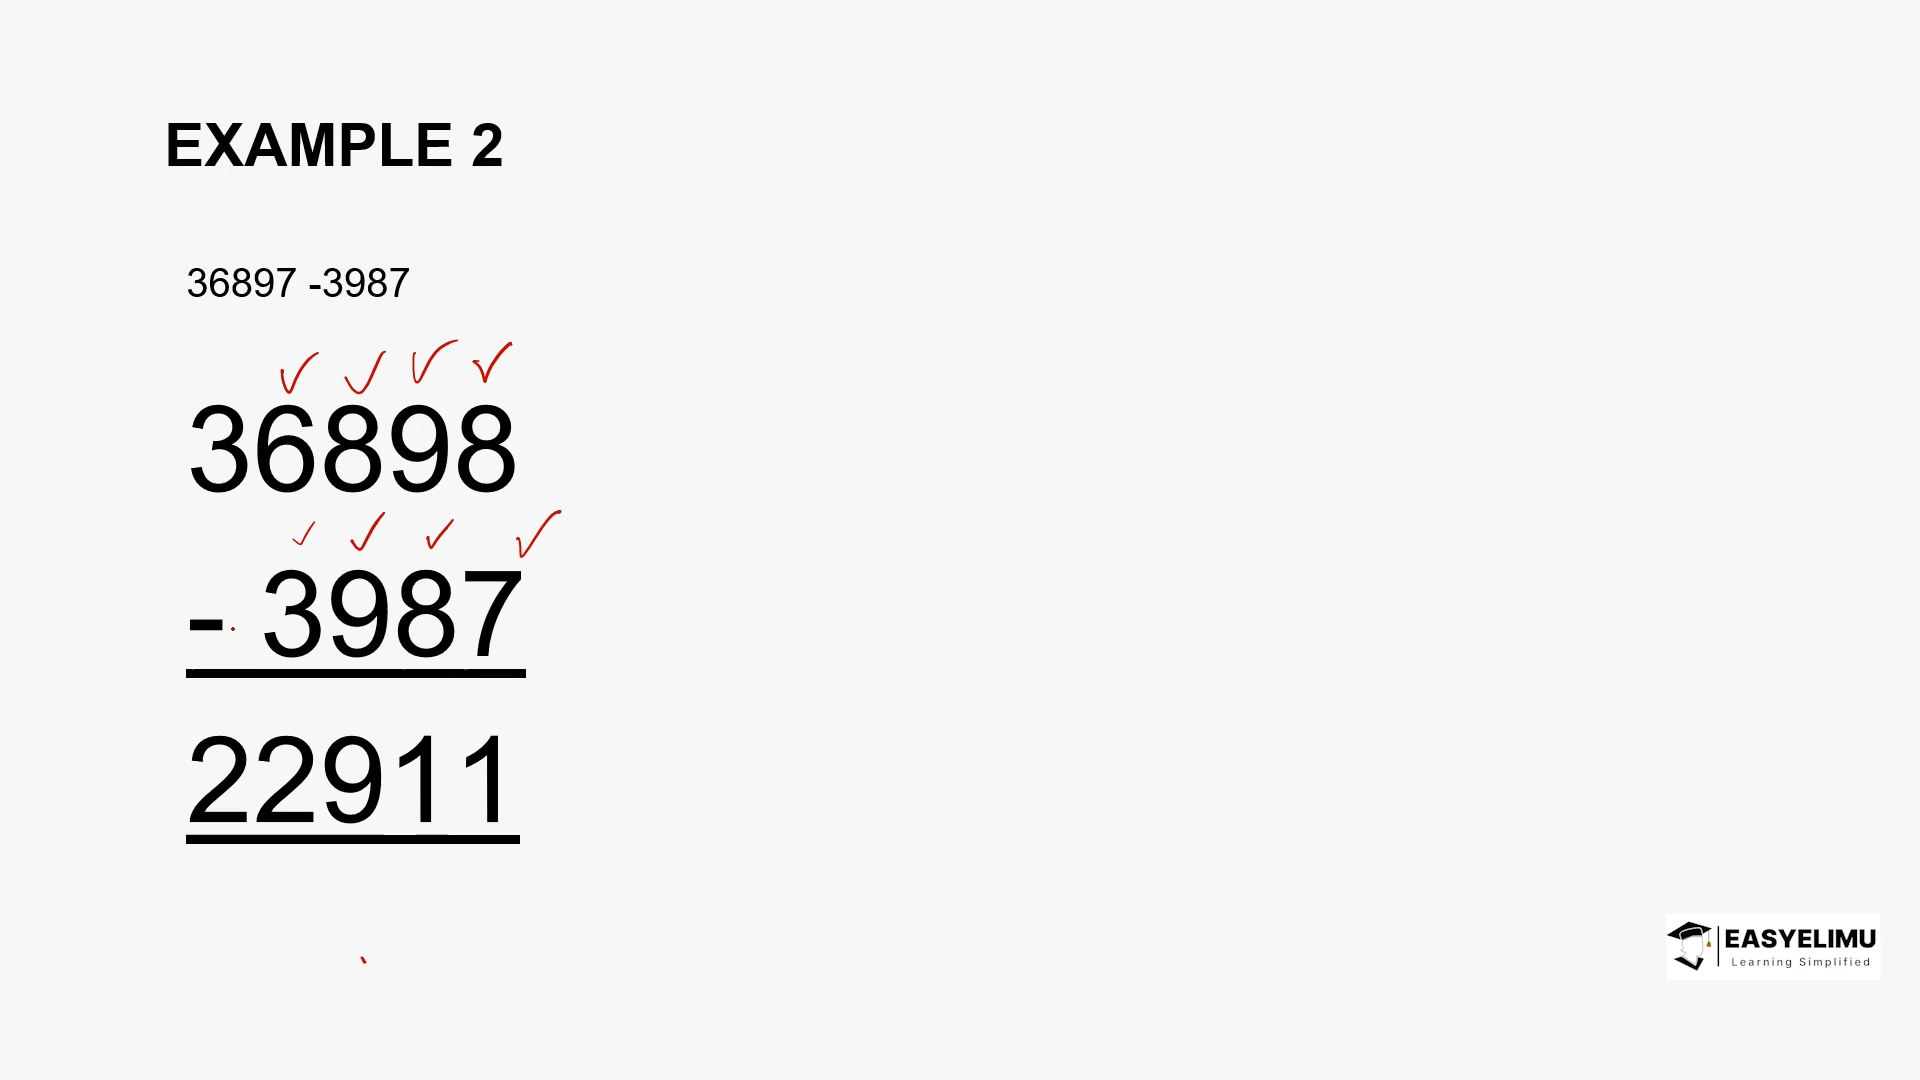 EXAMPLE 2
36897 -3987
36898
- 3987
22911
EASYELIMU
Learning Simplified